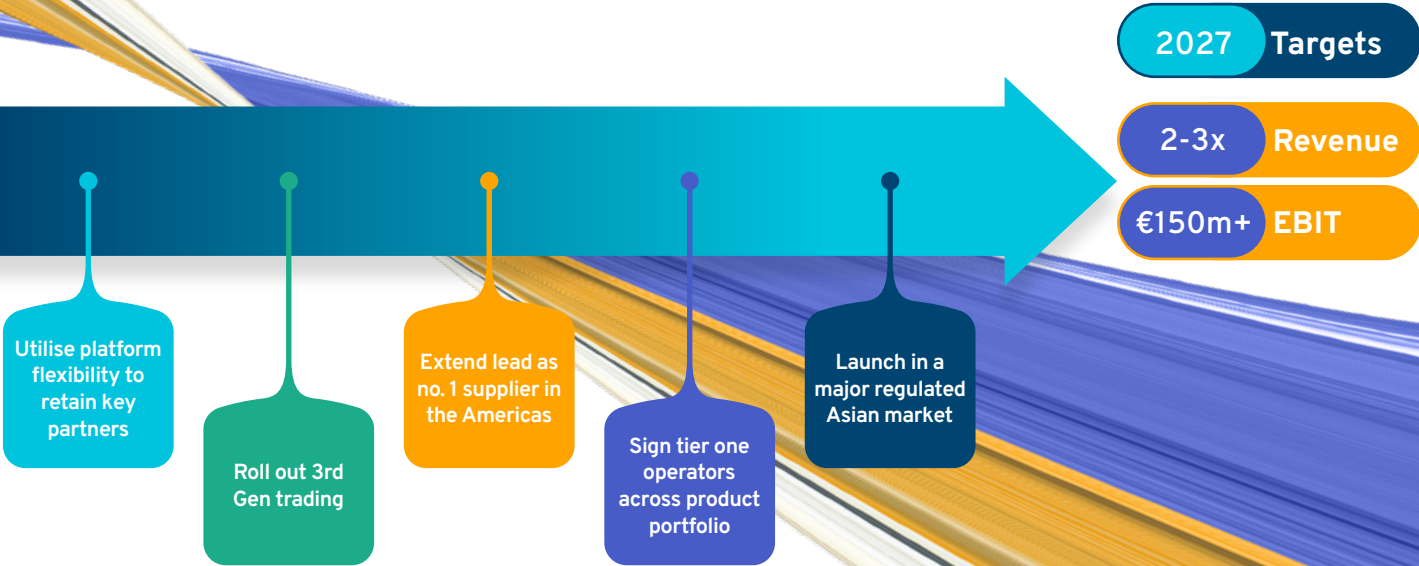 2027 Targets
2-3x Revenue
€150m+ EBIT
Utilise platform
flexibility to
retain key
partners
Roll out 3rd
Gen trading
Extend lead as
no. 1 supplier in
the Americas
Sign tier one
operators
across product
portfolio
Launch in a
major regulated
Asian market